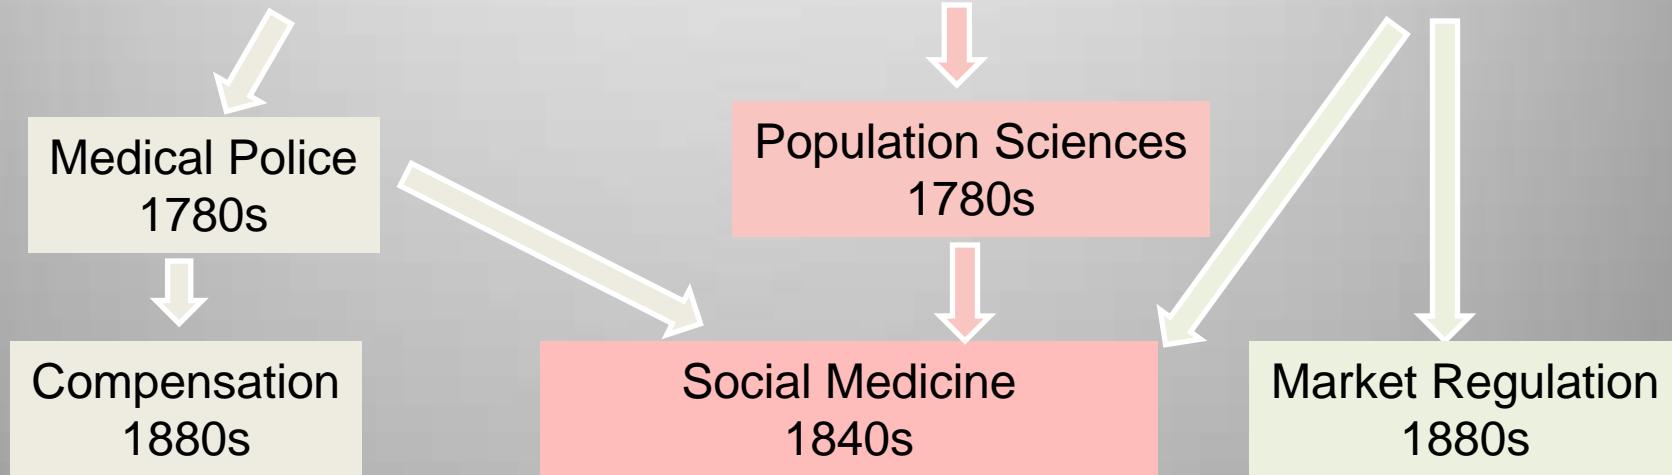 Medical Police
1780s
Population Sciences
1780s
Compensation
1880s
Social Medicine
1840s
Market Regulation
1880s